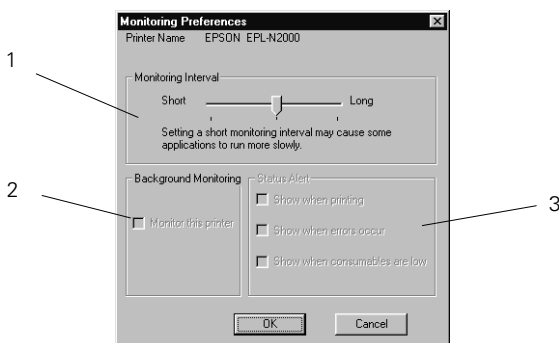 Monitoring Preferences
Printer Name EPSON EPL-N2000
1
Monitoring Interval
Short Long
Setting a short monitoring interval may cause some
applications to run more slowly.
Background Monitoring
Status Alert
2
Monitor this printer
Show when printing
3
Show when errors occur
Show when consumables are low
OK Cancel